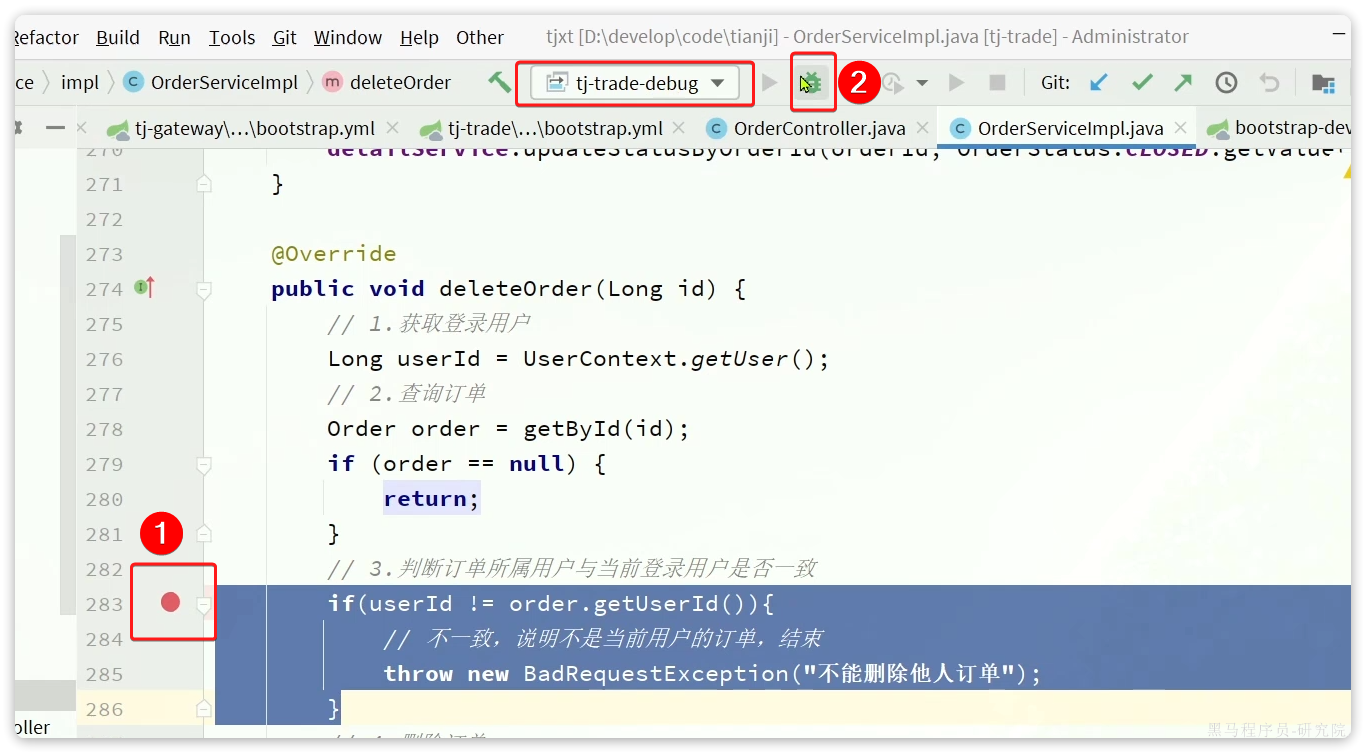 Refactor Build Run Tools Git Window Help Other tjxt [D:\develop\code\tianji] - OrderServiceImpl.java [tj-trade] - Administrator
ce impl OrderServiceImpl deleteOrder tj-trade-debug 2 Git:
tj-gateway\...\bootstrap.yml tj-trade\...\bootstrap.yml OrderController.java OrderServiceImpl.java bootstrap-dev
270 detailService.updateStatusByOrderId(orderId, OrderStatus.CLOSED.getValue
271 }
272
273 @Override
274 public void deleteOrder(Long id) {
275 // 1.获取登录用户
276 Long userId = UserContext.getUser();
277 // 2.查询订单
278 Order order = getById(id);
279 if (order == null) {
280 return;
281 }
1
282 // 3.判断订单所属用户与当前登录用户是否一致
283 if(userId != order.getUserId()){
284 // 不一致，说明不是当前用户的订单，结束
285 throw new BadRequestException("不能删除他人订单");
286 }
oller
黑马程序员-研究院